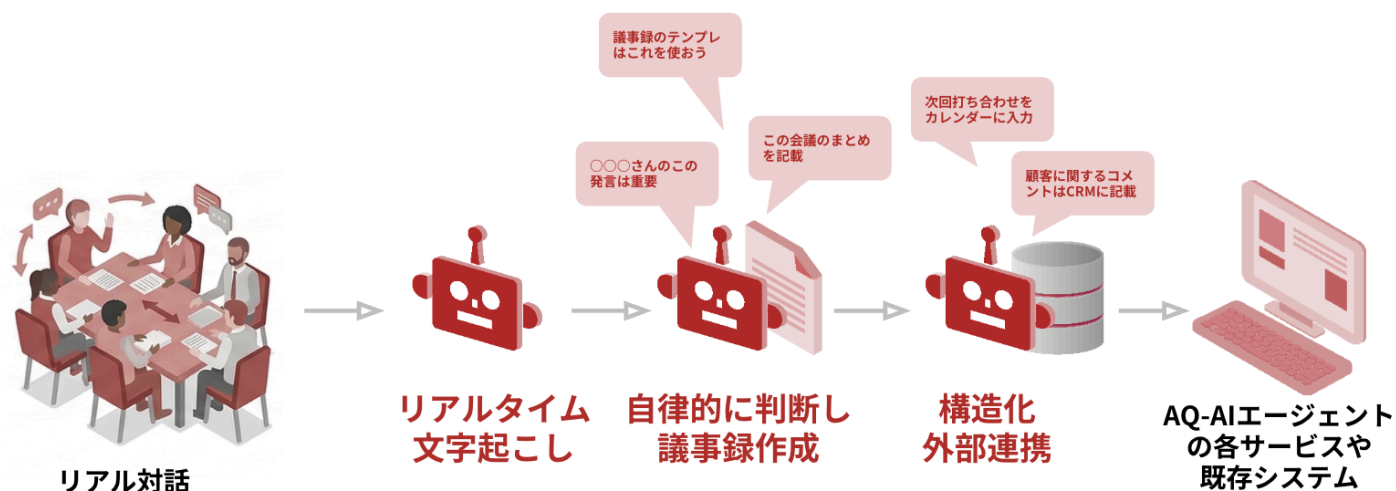 議事録のテンプレ
はこれを使おう
〇〇〇さんのこの
発言は重要
この会議のまとめ
を記載
次回打ち合わせを
カレンダーに入力
顧客に関するコメ
ントはCRMに記載
リアル対話
リアルタイム
文字起こし
自律的に判断し
議事録作成
構造化
外部連携
AQ-AIエージェント
の各サービスや
既存システム